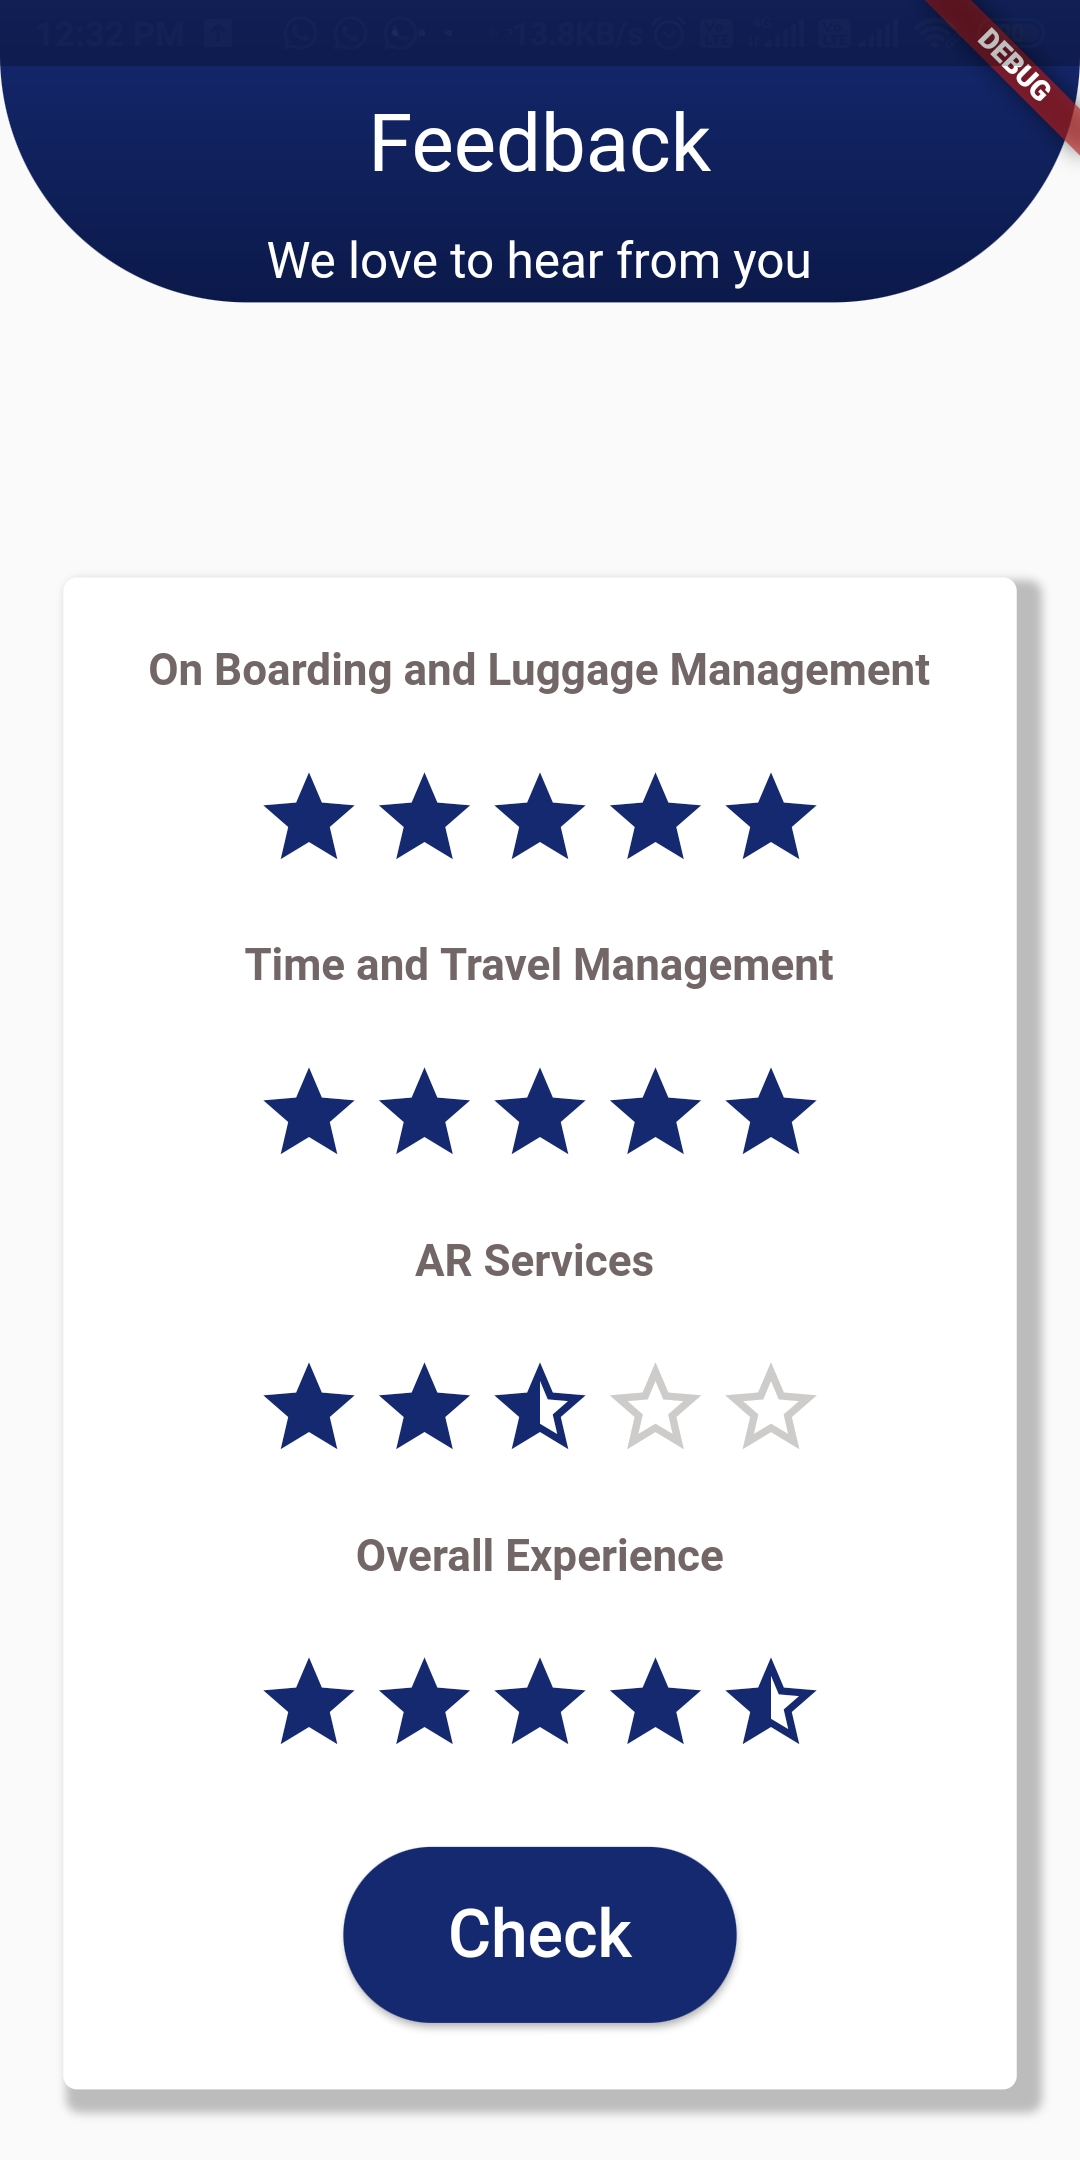 12:32 PM 13.8KB/s
DEBUG
Feedback
We love to hear from you
On Boarding and Luggage Management
Time and Travel Management
AR Services
Overall Experience
Check